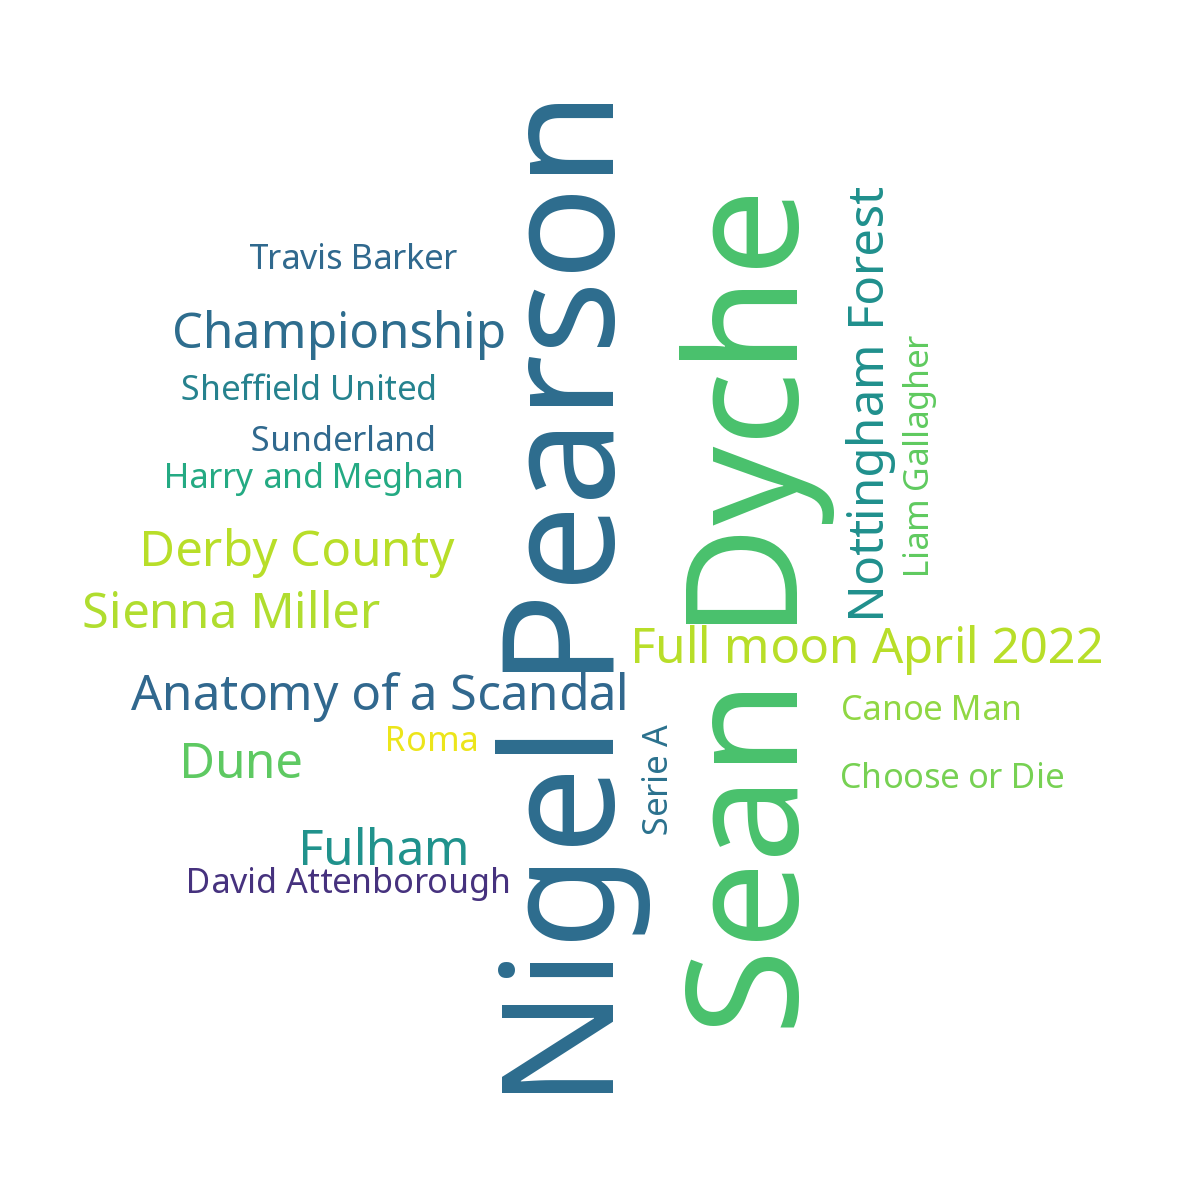 Travis Barker
Championship
Sheffield United
Sunderland
Harry and Meghan
Derby County
Sienna Miller
Anatomy of a Scandal
Roma
Dune
Fulham
David Attenborough
Nigel Pearson
Serie A
Sean Dyche
Nottingham Forest
Liam Gallagher
Full moon April 2022
Canoe Man
Choose or Die